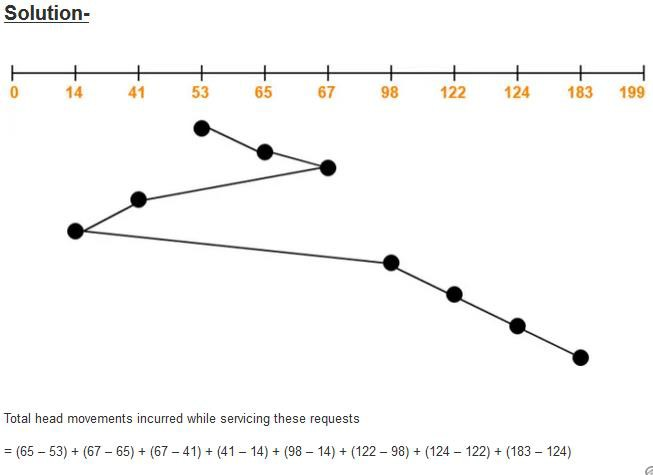 Solution-
0 14 41 53 65 67 98 122 124 183 199
Total head movements incurred while servicing these requests
= (65 – 53) + (67 – 65) + (67 – 41) + (41 – 14) + (98 – 14) + (122 – 98) + (124 – 122) + (183 – 124)